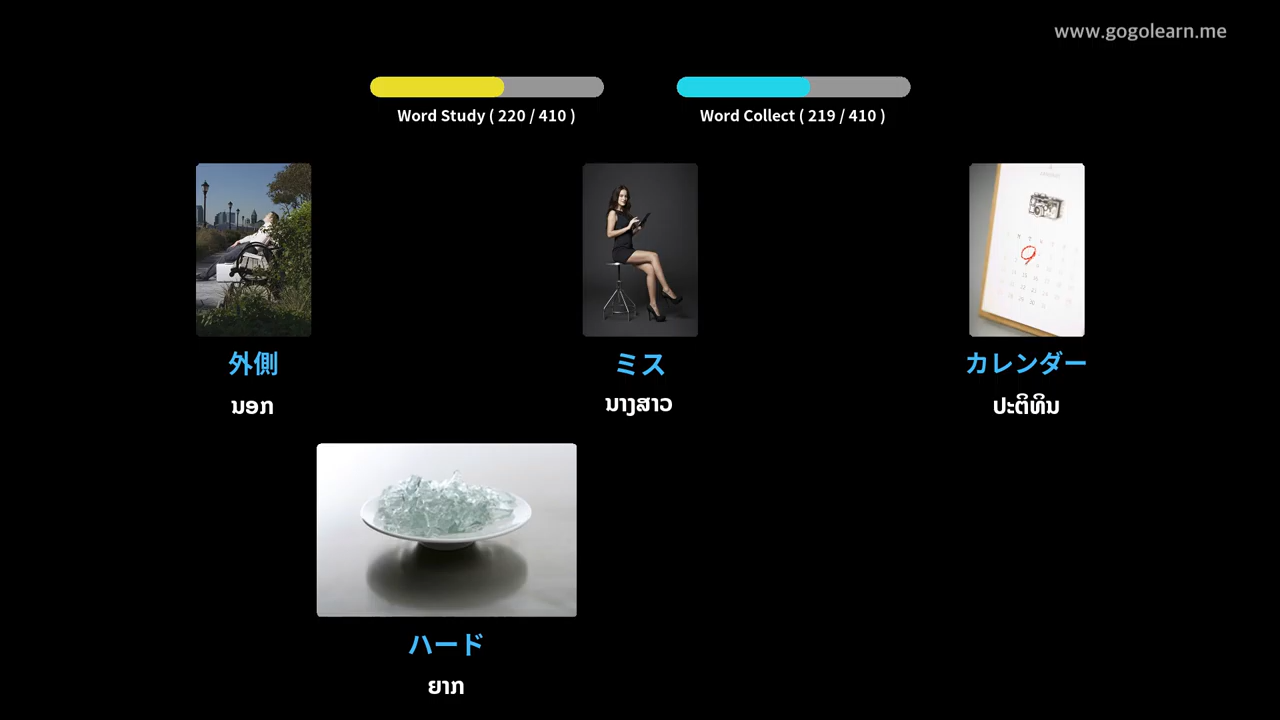 www.gogolearn.me
Word Study ( 220 / 410 )
Word Collect ( 219 / 410 )
外側
ນອກ
ミス
ນາງສາວ
カレンダー
ປະຕິທິນ
ハード
ຍາກ